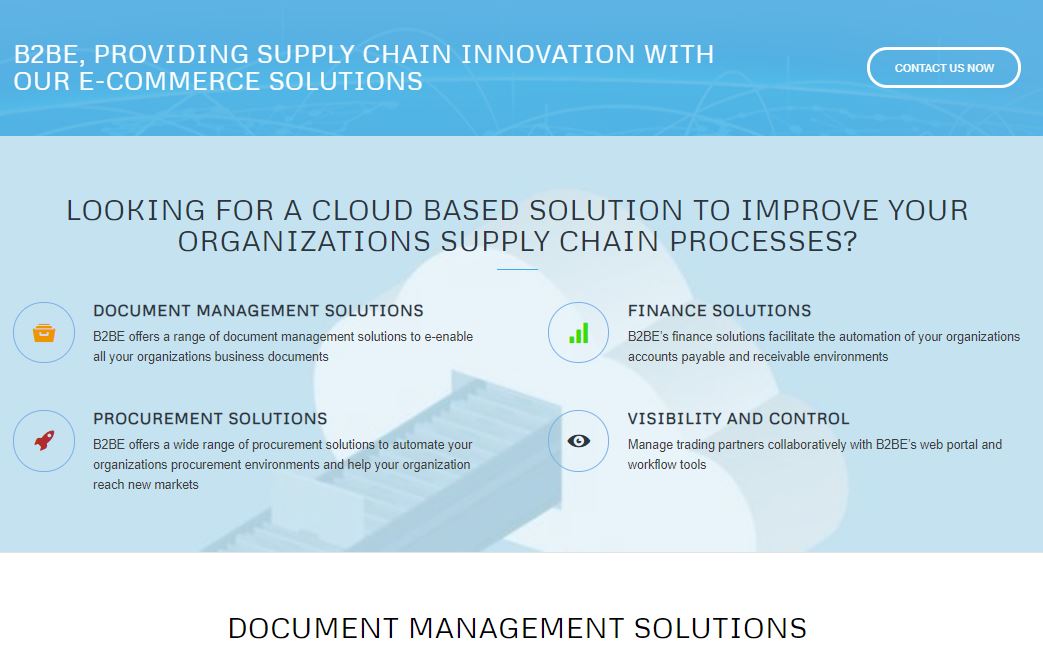 B2BE, PROVIDING SUPPLY CHAIN INNOVATION WITH
OUR E-COMMERCE SOLUTIONS
CONTACT US NOW
LOOKING FOR A CLOUD BASED SOLUTION TO IMPROVE YOUR
ORGANIZATIONS SUPPLY CHAIN PROCESSES?
DOCUMENT MANAGEMENT SOLUTIONS
B2BE offers a range of document management solutions to e-enable
all your organizations business documents
FINANCE SOLUTIONS
B2BE's finance solutions facilitate the automation of your organizations
accounts payable and receivable environments
PROCUREMENT SOLUTIONS
B2BE offers a wide range of procurement solutions to automate your
organizations procurement environments and help your organization
reach new markets
VISIBILITY AND CONTROL
Manage trading partners collaboratively with B2BE's web portal and
workflow tools
DOCUMENT MANAGEMENT SOLUTIONS